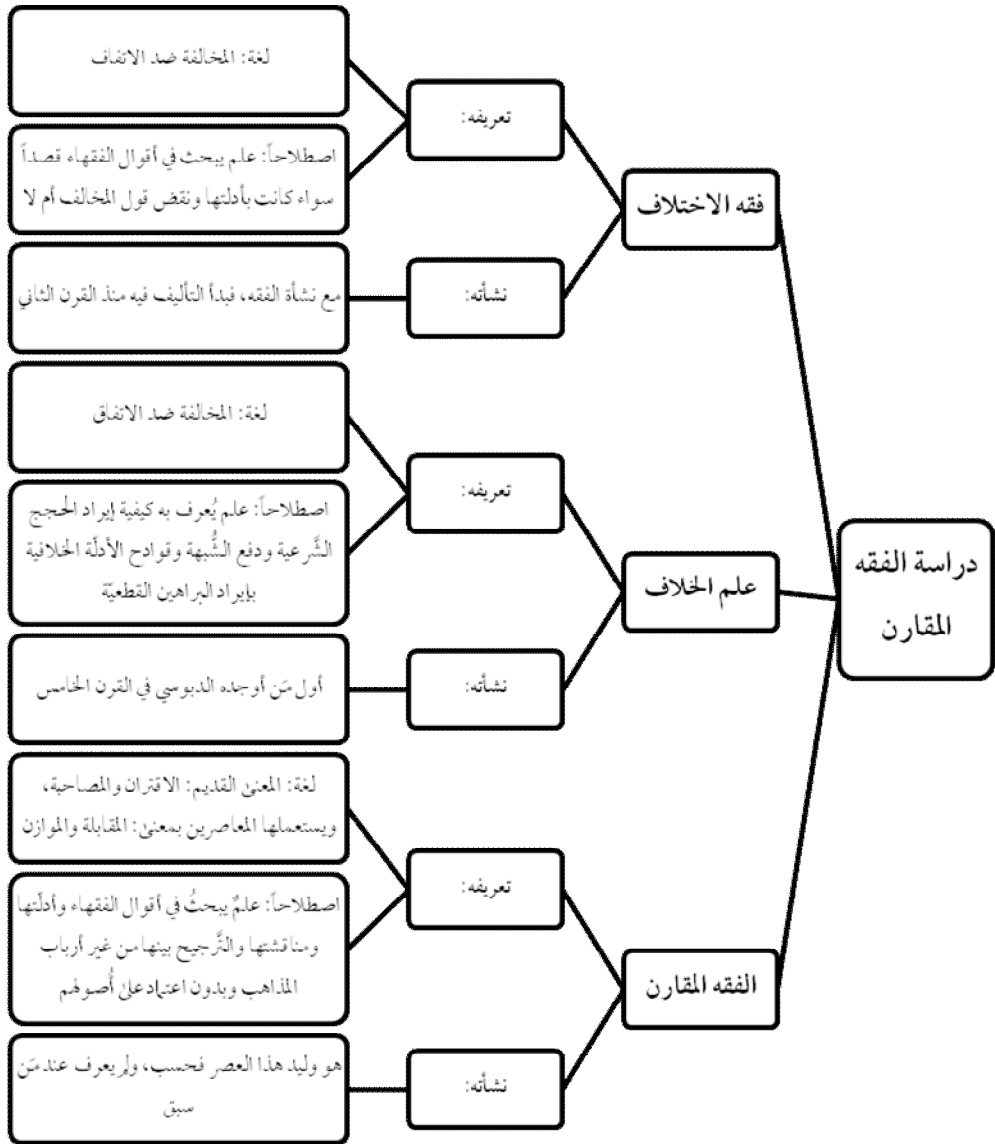 دراسة الفقه
المقارن
فقه الاختلاف
تعريفه:
لغة: المخالفة ضد الاتفاف
اصطلاحاً: علم يبحث في أقوال الفقهاء قصداً
سواء كانت بأدلتها ونقض قول المخالف أم لا
نشأته:
مع نشأة الفقه، فبدأ التأليف فيه منذ القرن الثاني
علم الخلاف
تعريفه:
لغة: المخالفة ضد الاتفاق
اصطلاحاً: علم يُعرف به كيفية إيراد الحجج
الشَّرعية ودفع الشُّبهة وقوادح الأدلّة الخلافية
بإيراد البراهين القطعيّة
نشأته:
أول مَن أوجده الدبوسي في القرن الخامس
الفقه المقارن
تعريفه:
لغة: المعنى القديم: الاقتران والمصاحبة،
ويستعملها المعاصرين بمعنى: المقابلة والموازن
اصطلاحاً: علمٌ يبحثُ في أقوال الفقهاء وأدلّتها
ومناقشتها والتَّرجيح بينها من غير أرباب
المذاهب وبدون اعتماد على أُصولهم
نشأته:
هو وليد هذا العصر فحسب، ولم يعرف عند مَن
سبق